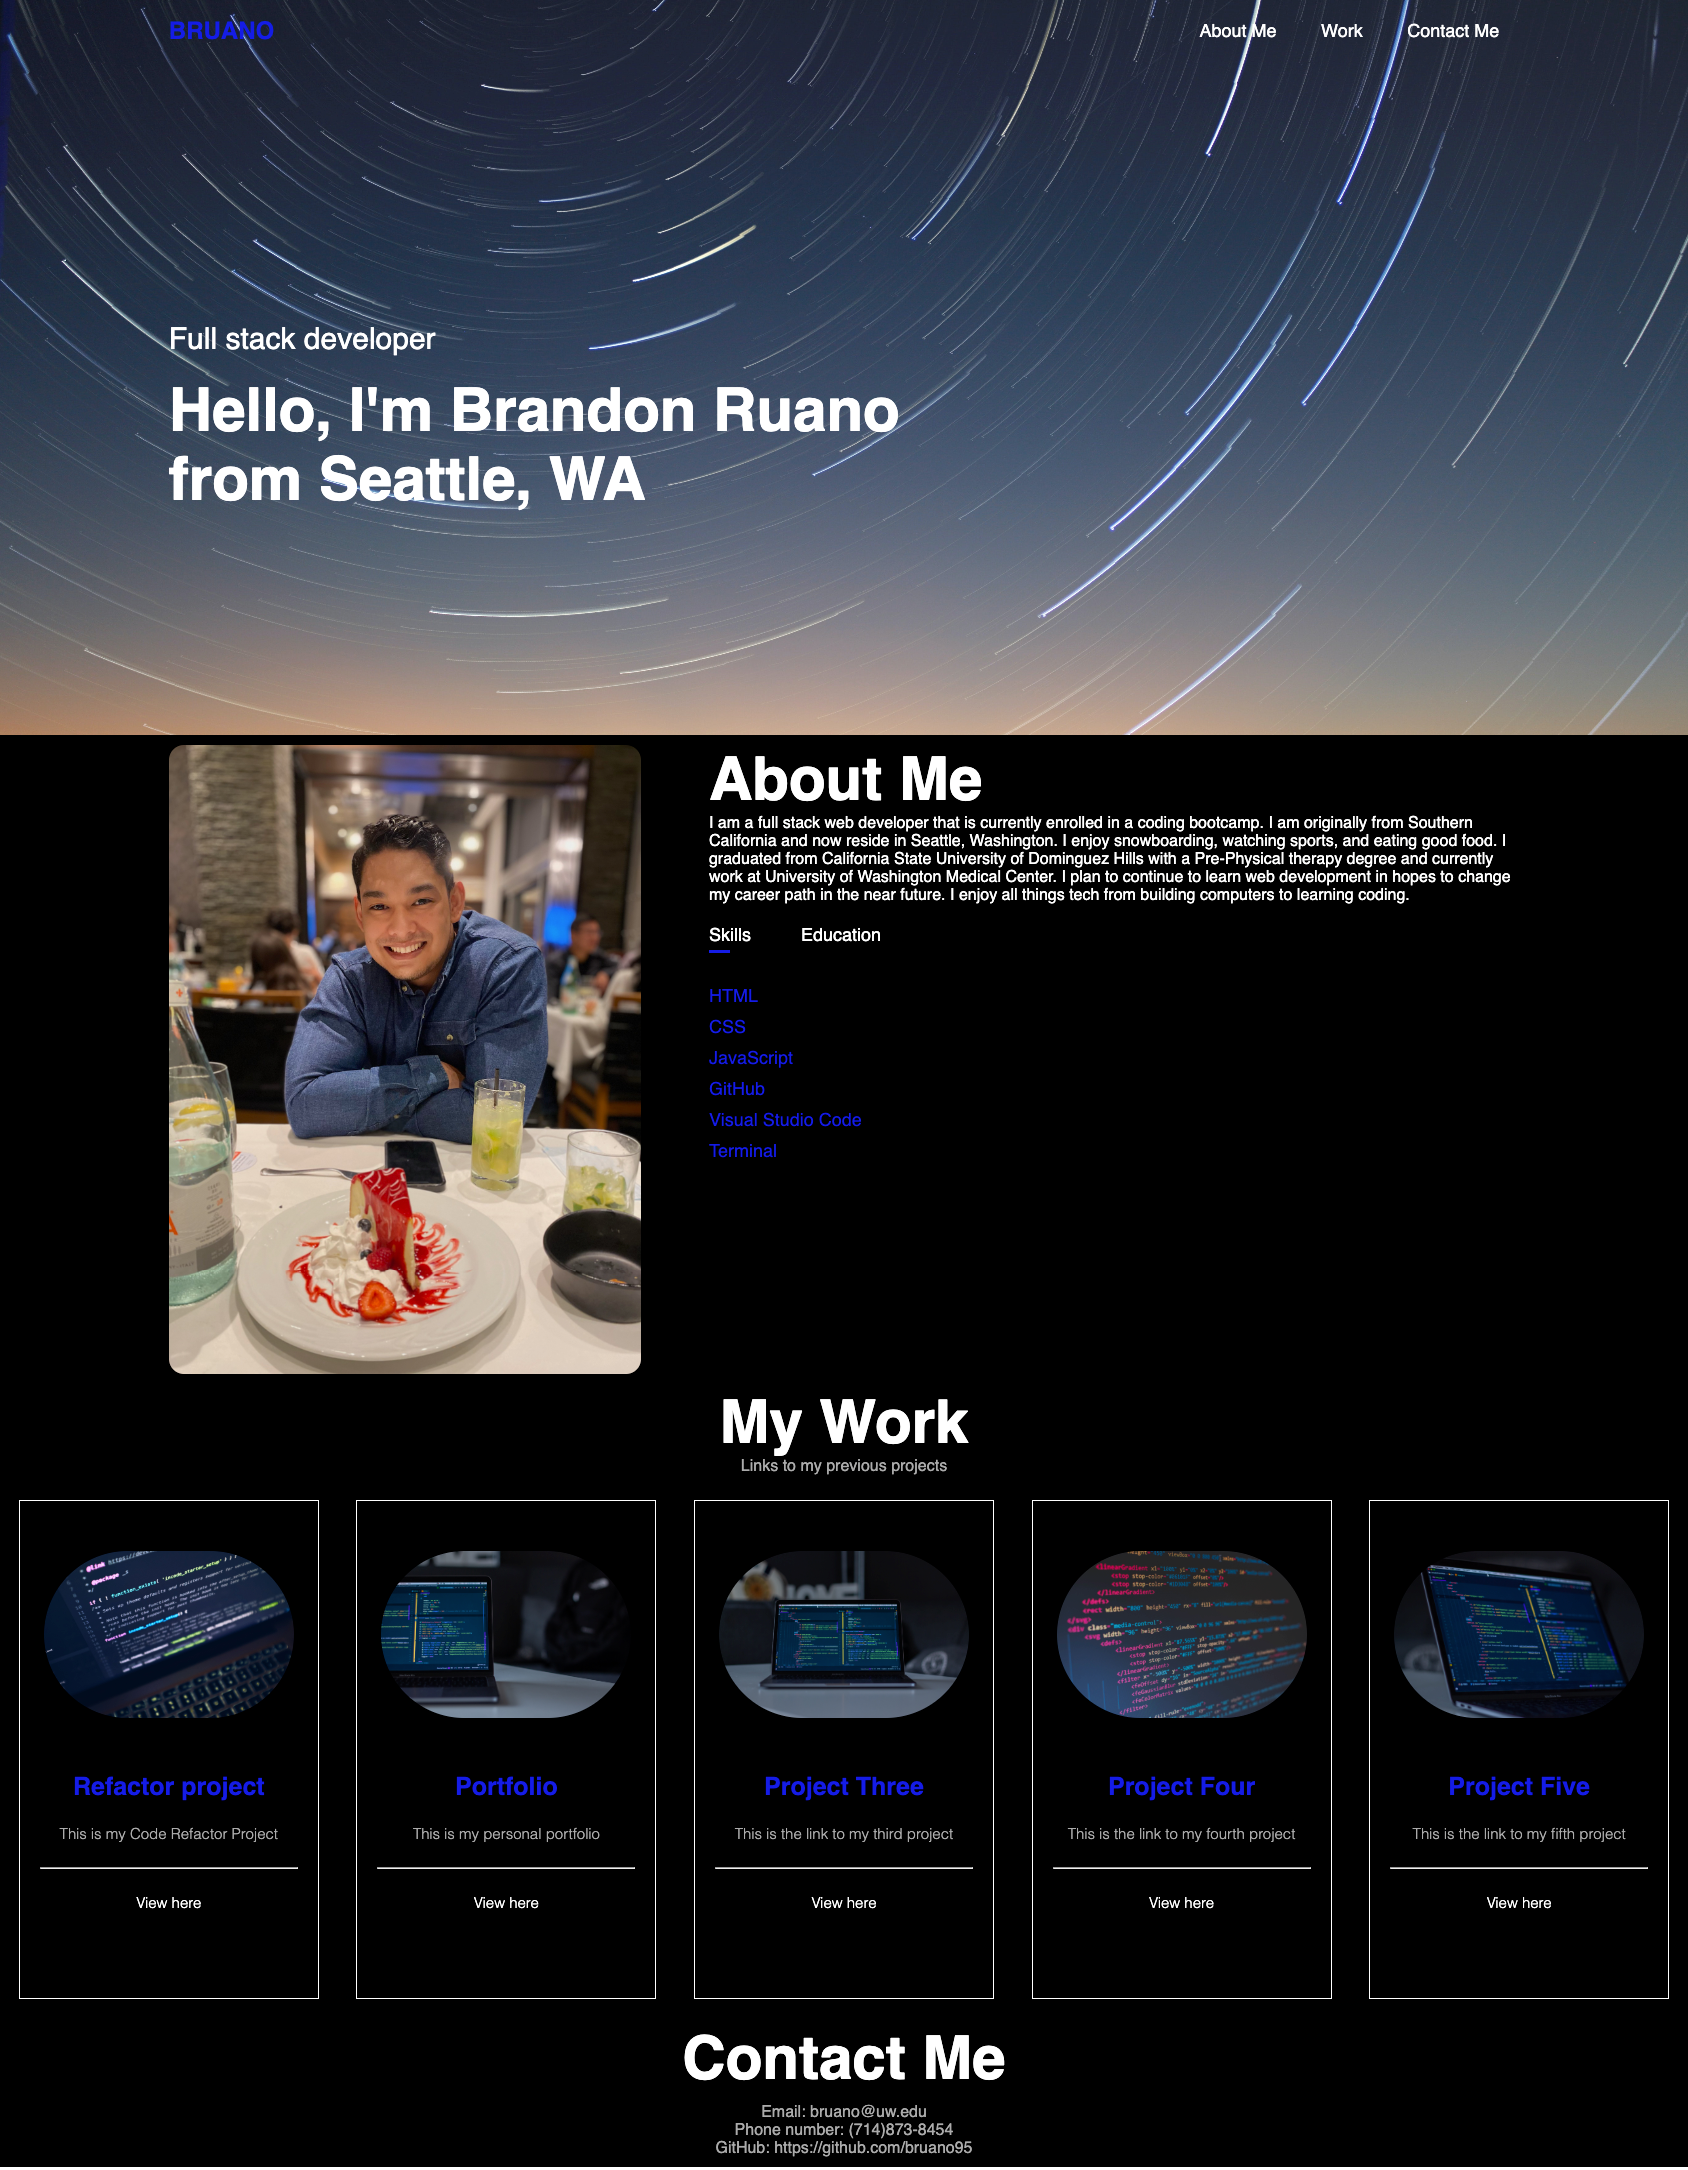 BRUANO
About Me Work Contact Me
Full stack developer
Hello, I'm Brandon Ruano
from Seattle, WA
About Me
I am a full stack web developer that is currently enrolled in a coding bootcamp. I am originally from Southern
California and now reside in Seattle, Washington. I enjoy snowboarding, watching sports, and eating good food. I
graduated from California State University of Dominguez Hills with a Pre-Physical therapy degree and currently
work at University of Washington Medical Center. I plan to continue to learn web development in hopes to change
my career path in the near future. I enjoy all things tech from building computers to learning coding.
Skills Education
HTML
CSS
JavaScript
GitHub
Visual Studio Code
Terminal
My Work
Links to my previous projects
Refactor project
This is my Code Refactor Project
View here
Portfolio
This is my personal portfolio
View here
Project Three
This is the link to my third project
View here
Project Four
This is the link to my fourth project
View here
Project Five
This is the link to my fifth project
View here
Contact Me
Email: bruano@uw.edu
Phone number: (714)873-8454
GitHub: https://github.com/bruano95